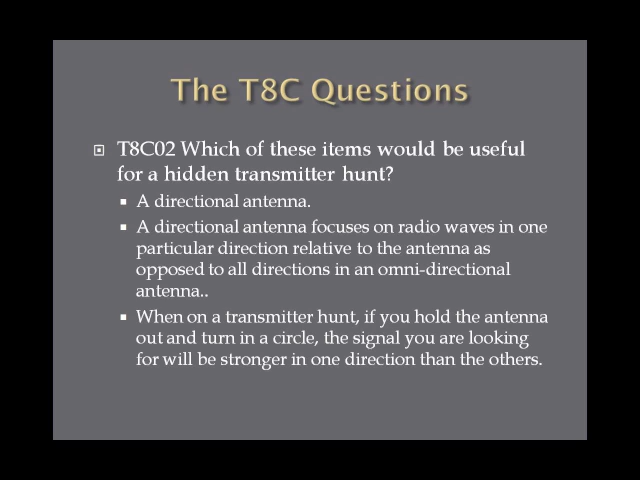 The T8C Questions
T8C02 Which of these items would be useful
for a hidden transmitter hunt?
A directional antenna.
A directional antenna focuses on radio waves in one
particular direction relative to the antenna as
opposed to all directions in an omni-directional
antenna..
When on a transmitter hunt, if you hold the antenna
out and turn in a circle, the signal you are looking
for will be stronger in one direction than the others.